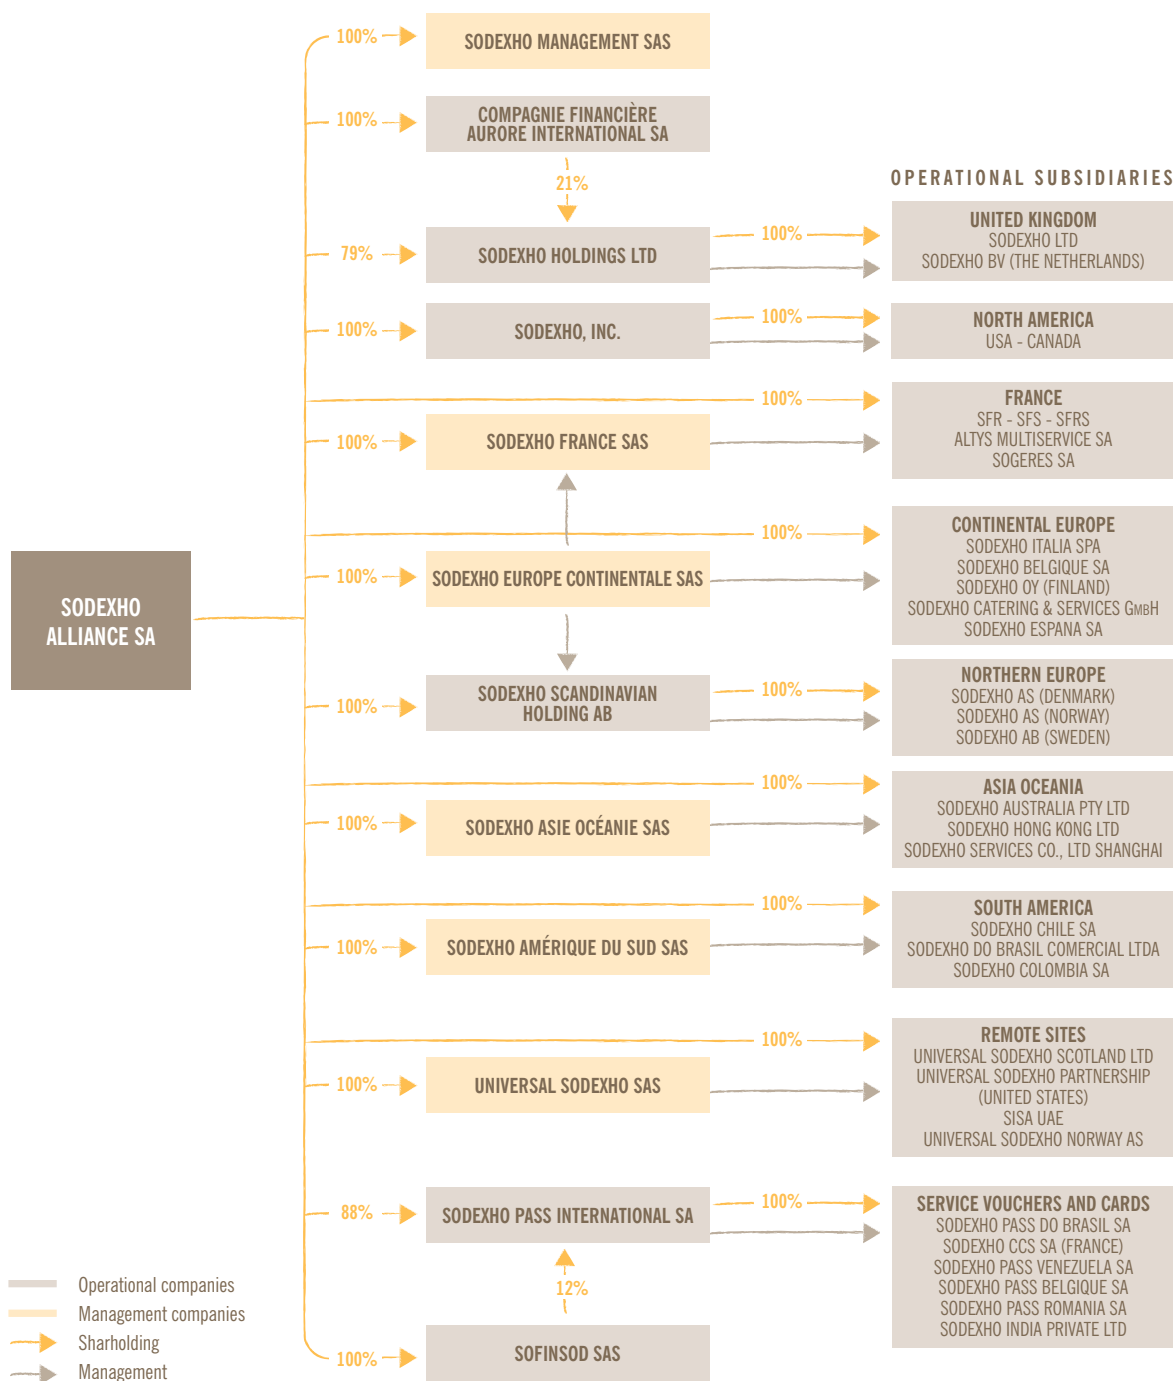 100%
SODEXHO MANAGEMENT SAS
100%
COMPAGNIE FINANCIÈRE
AURORE INTERNATIONAL SA
21%
OPERATIONAL SUBSIDIARIES
79%
SODEXHO HOLDINGS LTD
100%
UNITED KINGDOM
SODEXHO LTD
SODEXHO BV (THE NETHERLANDS)
100%
SODEXHO, INC.
100%
NORTH AMERICA
USA - CANADA
100%
FRANCE
SFR - SFS - SFRS
ALTYS MULTISERVICE SA
SOGERES SA
100%
SODEXHO FRANCE SAS
100%
CONTINENTAL EUROPE
SODEXHO ITALIA SPA
SODEXHO BELGIQUE SA
SODEXHO OY (FINLAND)
SODEXHO CATERING & SERVICES GMBH
SODEXHO ESPANA SA
100%
SODEXHO EUROPE CONTINENTALE SAS
SODEXHO
ALLIANCE SA
100%
SODEXHO SCANDINAVIAN
HOLDING AB
100%
NORTHERN EUROPE
SODEXHO AS (DENMARK)
SODEXHO AS (NORWAY)
SODEXHO AB (SWEDEN)
100%
ASIA OCEANIA
SODEXHO AUSTRALIA PTY LTD
SODEXHO HONG KONG LTD
SODEXHO SERVICES CO., LTD SHANGHAI
100%
SODEXHO ASIE OCÉANIE SAS
100%
SOUTH AMERICA
SODEXHO CHILE SA
SODEXHO DO BRASIL COMERCIAL LTDA
SODEXHO COLOMBIA SA
100%
SODEXHO AMÉRIQUE DU SUD SAS
100%
REMOTE SITES
UNIVERSAL SODEXHO SCOTLAND LTD
UNIVERSAL SODEXHO PARTNERSHIP
(UNITED STATES)
SISA UAE
UNIVERSAL SODEXHO NORWAY AS
100%
UNIVERSAL SODEXHO SAS
88%
SODEXHO PASS INTERNATIONAL SA
100%
SERVICE VOUCHERS AND CARDS
SODEXHO PASS DO BRASIL SA
SODEXHO CCS SA (FRANCE)
SODEXHO PASS VENEZUELA SA
SODEXHO PASS BELGIQUE SA
SODEXHO PASS ROMANIA SA
SODEXHO INDIA PRIVATE LTD
12%
100%
SOFINSOD SAS
Operational companies
Management companies
Sharholding
Management